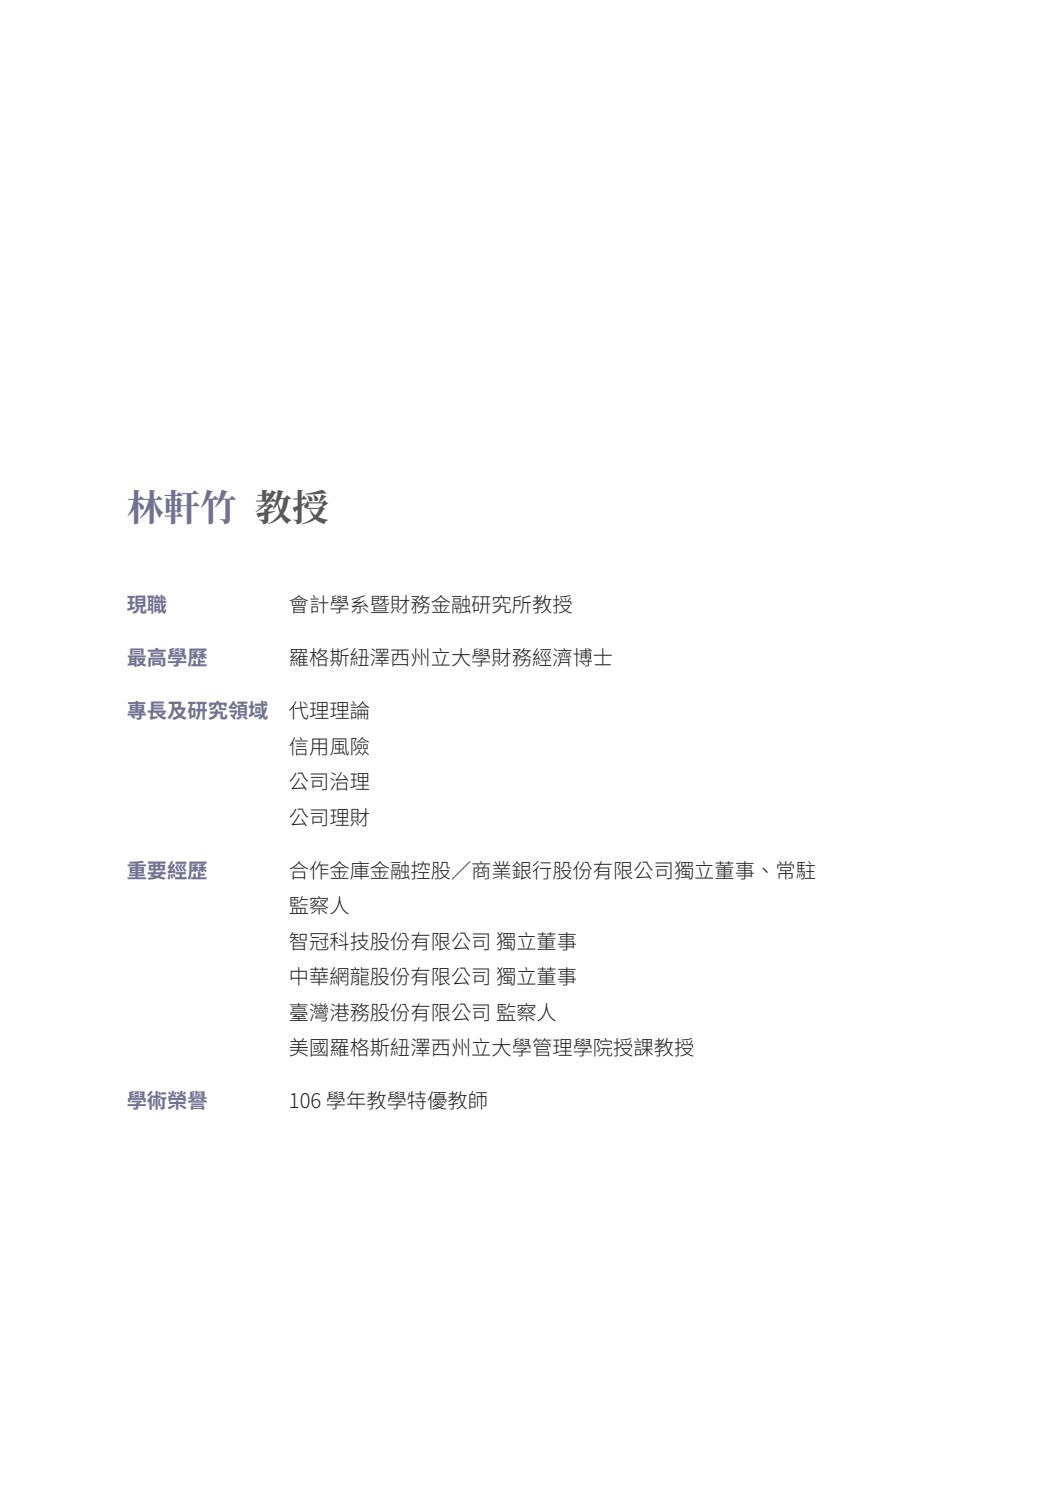 林軒竹 教授
現職 會計學系暨財務金融研究所教授
最高學歷 羅格斯紐澤西州立大學財務經濟博士
專長及研究領域 代理理論
信用風險
公司治理
公司理財
重要經歷 合作金庫金融控股／商業銀行股份有限公司獨立董事、常駐
監察人
智冠科技股份有限公司 獨立董事
中華網龍股份有限公司 獨立董事
臺灣港務股份有限公司 監察人
美國羅格斯紐澤西州立大學管理學院授課教授
學術榮譽 106 學年教學特優教師